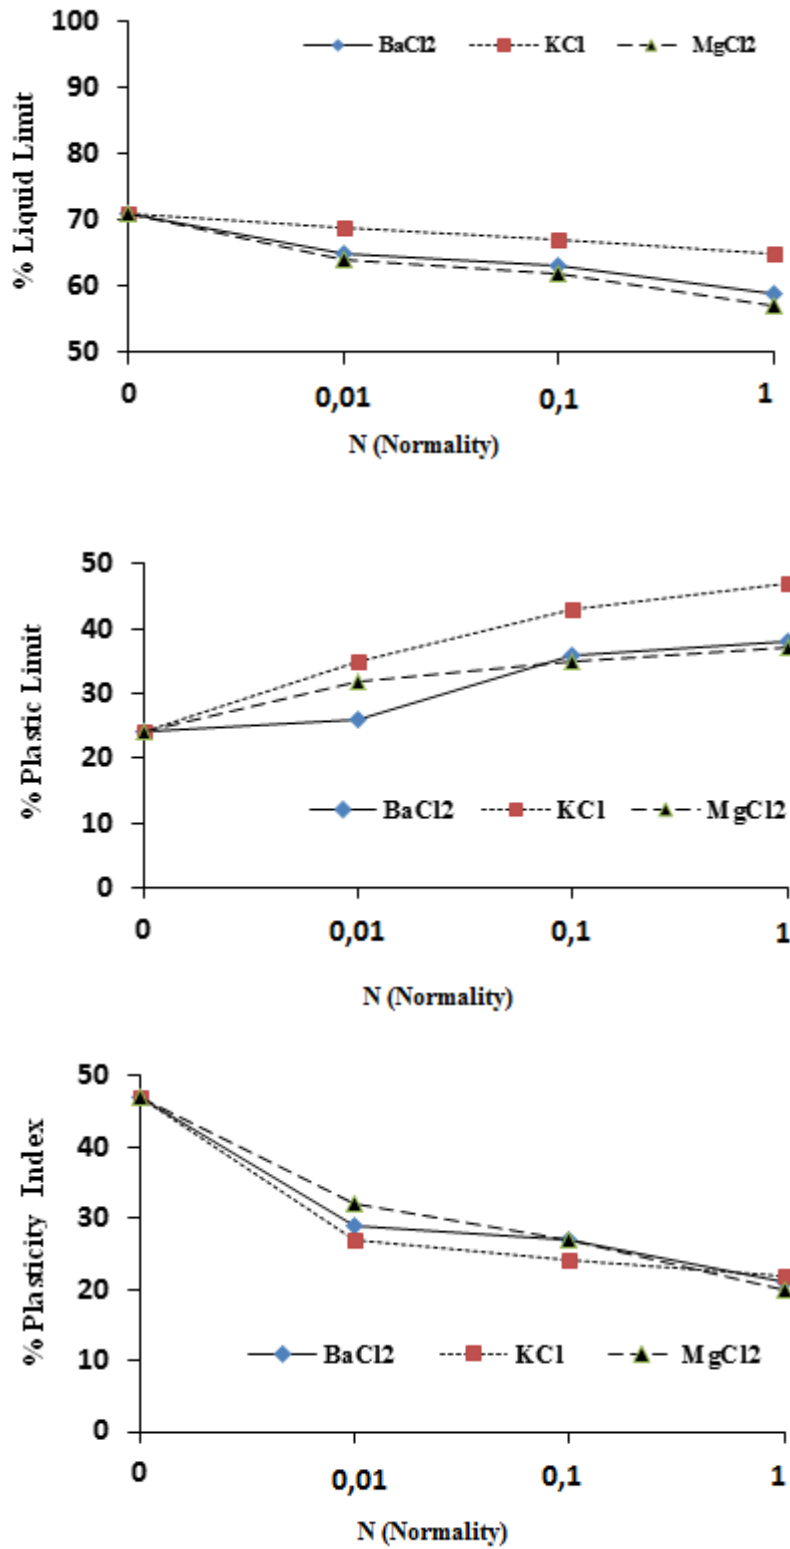 100
90
80
70
60
50
% Liquid Limit
BaCl2 KCl MgCl2
0 0,01 0,1 1
N (Normality)
50
40
30
20
10
0
% Plastic Limit
BaCl2 KCl MgCl2
0 0,01 0,1 1
N (Normality)
50
40
30
20
10
0
% Plasticity Index
BaCl2 KCl MgCl2
0 0,01 0,1 1
N (Normality)